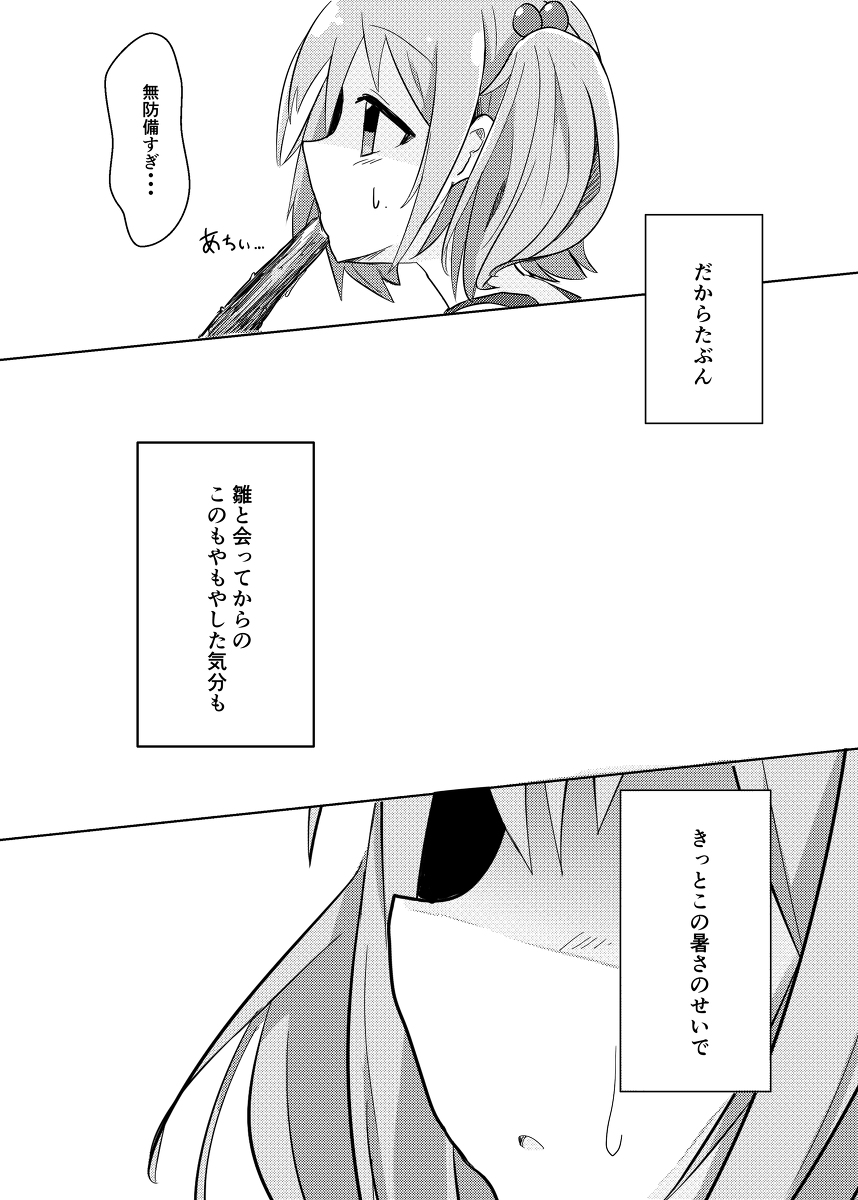 無防備すぎ・・・
あちぃ…
だからたぶん
雛と会ってからの
このもやもやした気分も
きっとこの暑さのせいで